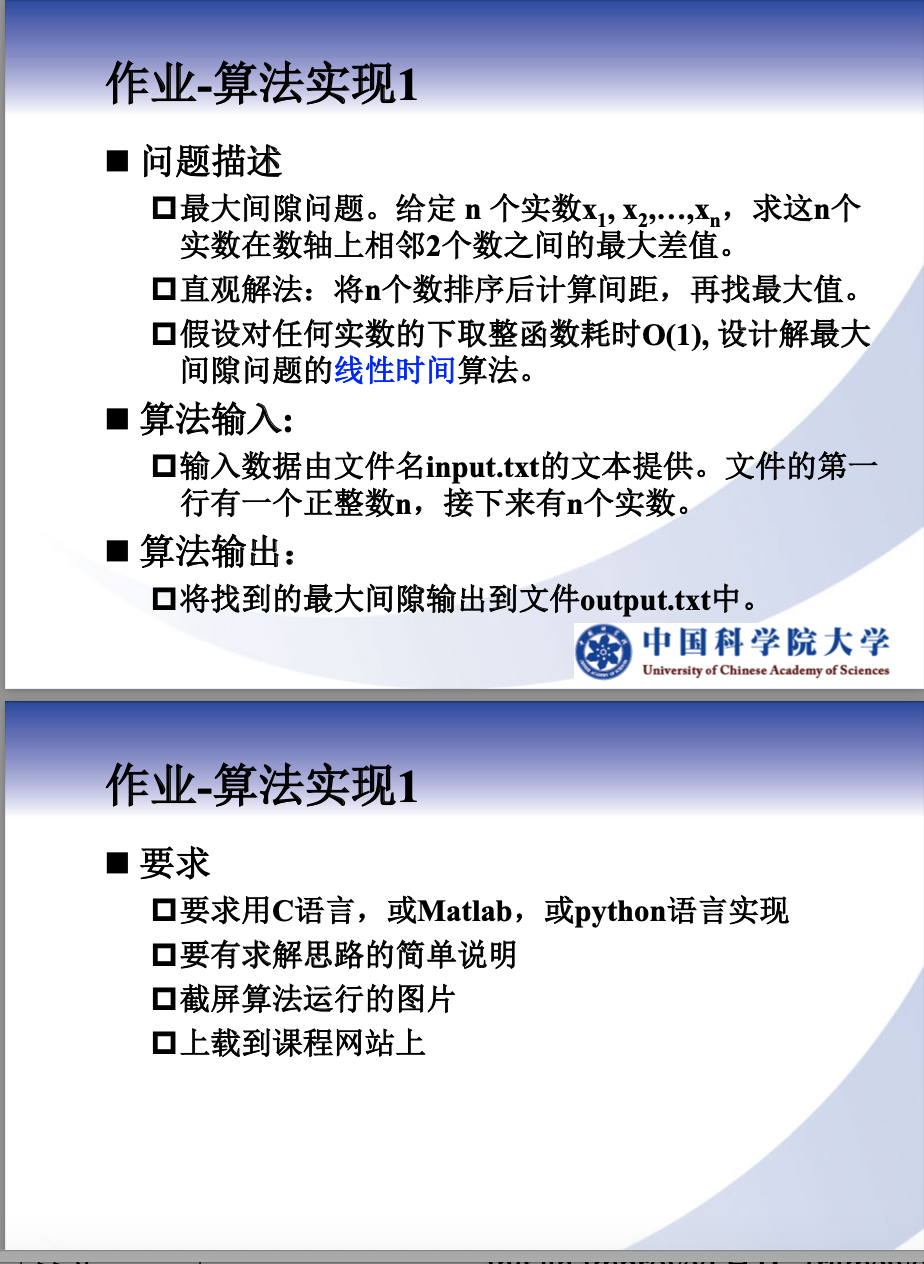 作业-算法实现1
■ 问题描述
最大间隙问题。给定 n 个实数x1, x2,…,xn，求这n个
实数在数轴上相邻2个数之间的最大差值。
直观解法：将n个数排序后计算间距，再找最大值。
假设对任何实数的下取整函数耗时O(1), 设计解最大
间隙问题的线性时间算法。
■ 算法输入:
输入数据由文件名input.txt的文本提供。文件的第一
行有一个正整数n，接下来有n个实数。
■ 算法输出：
将找到的最大间隙输出到文件output.txt中。
中国科学院大学
University of Chinese Academy of Sciences
作业-算法实现1
■ 要求
要求用C语言，或Matlab，或python语言实现
要有求解思路的简单说明
截屏算法运行的图片
上载到课程网站上